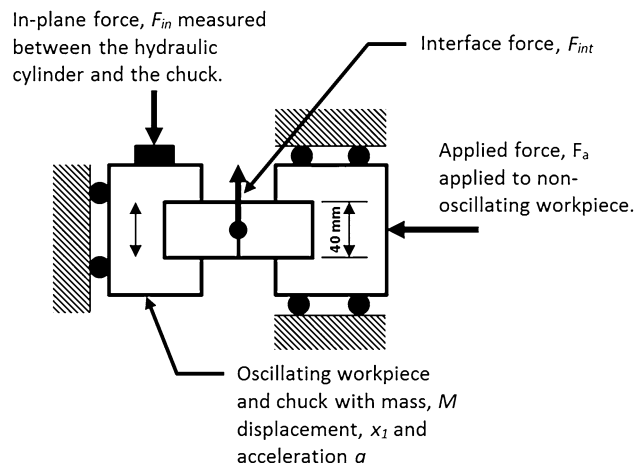 In-plane force, F_in measured
between the hydraulic
cylinder and the chuck.
Interface force, F_int
Applied force, F_a
applied to non-
oscillating workpiece.
40 mm
Oscillating workpiece
and chuck with mass, M
displacement, x_1 and
acceleration a